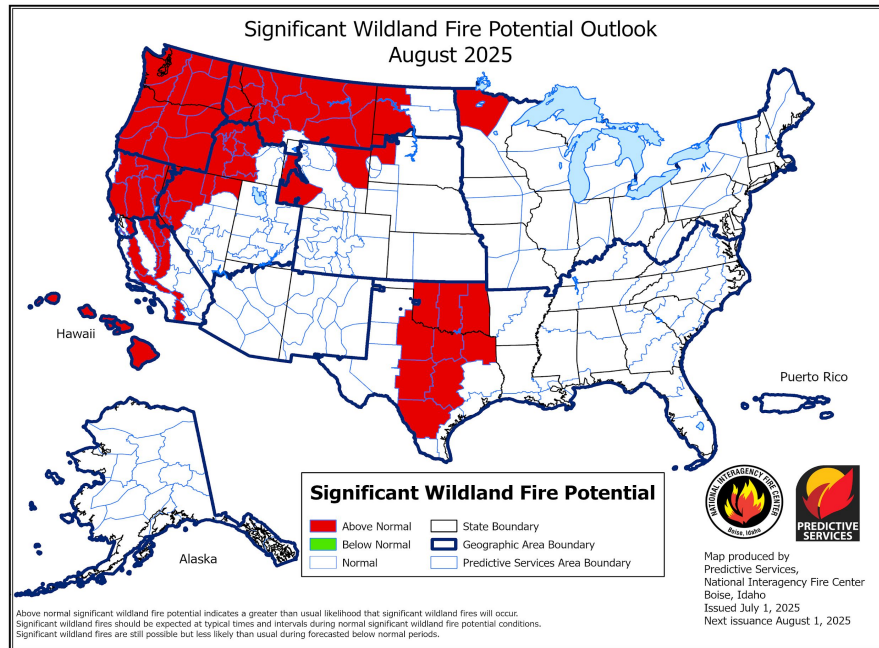 Significant Wildland Fire Potential Outlook
August 2025
Hawaii
Puerto Rico
Alaska
Significant Wildland Fire Potential
Above Normal
State Boundary
Below Normal
Geographic Area Boundary
Normal
Predictive Services Area Boundary
NATIONAL INTERAGENCY FIRE CENTER
Boise, Idaho
PREDICTIVE
SERVICES
Map produced by
Predictive Services,
National Interagency Fire Center
Boise, Idaho
Issued July 1, 2025
Next issuance August 1, 2025
Above normal significant wildland fire potential indicates a greater than usual likelihood that significant wildland fires will occur.
Significant wildland fires should be expected at typical times and intervals during normal significant wildland fire potential conditions.
Significant wildland fires are still possible but less likely than usual during forecasted below normal periods.